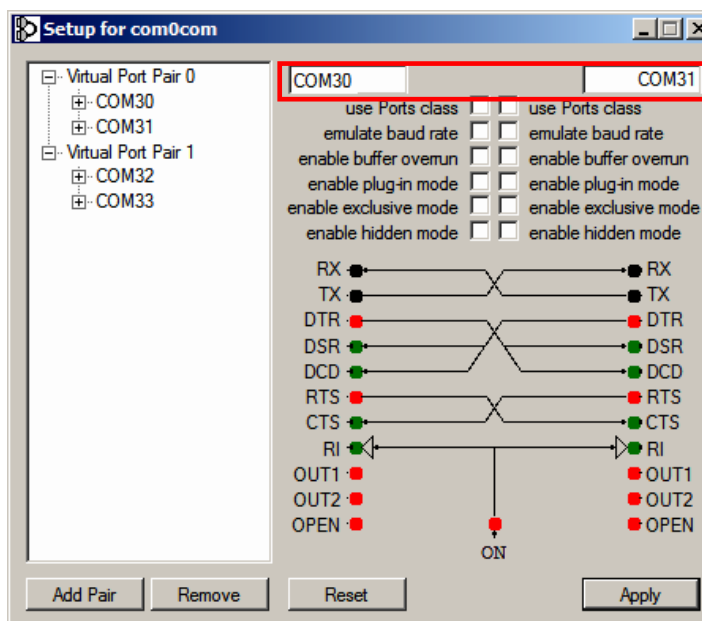 Setup for com0com
Virtual Port Pair 0
COM30
COM31
Virtual Port Pair 1
COM32
COM33
COM30 COM31
use Ports class use Ports class
emulate baud rate emulate baud rate
enable buffer overrun enable buffer overrun
enable plug-in mode enable plug-in mode
enable exclusive mode enable exclusive mode
enable hidden mode enable hidden mode
RX RX
TX TX
DTR DTR
DSR DSR
DCD DCD
RTS RTS
CTS CTS
RI RI
OUT1 OUT1
OUT2 OUT2
OPEN OPEN
ON
Add Pair Remove Reset Apply